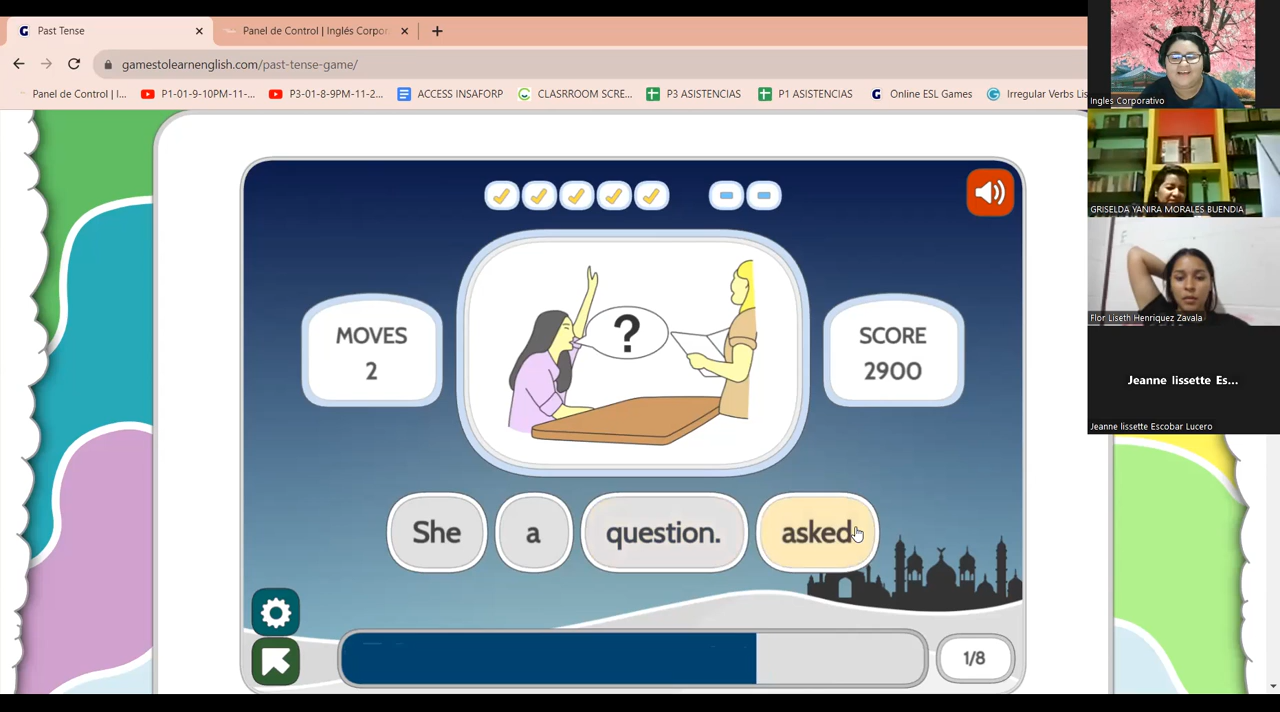 Past Tense
Panel de Control | Inglés Corpor
gamestolearnenglish.com/past-tense-game/
Panel de Control | I...
P1-01-9-10PM-11-...
P3-01-8-9PM-11-2...
ACCESS INSAFORP
CLASRROOM SCRE...
P3 ASISTENCIAS
P1 ASISTENCIAS
Online ESL Games
Irregular Verbs Lis
Ingles Corporativo
GRISELDA YANIRA MORALES BUENDIA
Flor Liseth Henriquez Zavala
Jeanne lissette Es...
Jeanne lissette Escobar Lucero
MOVES
2
?
SCORE
2900
She a question. asked
1/8